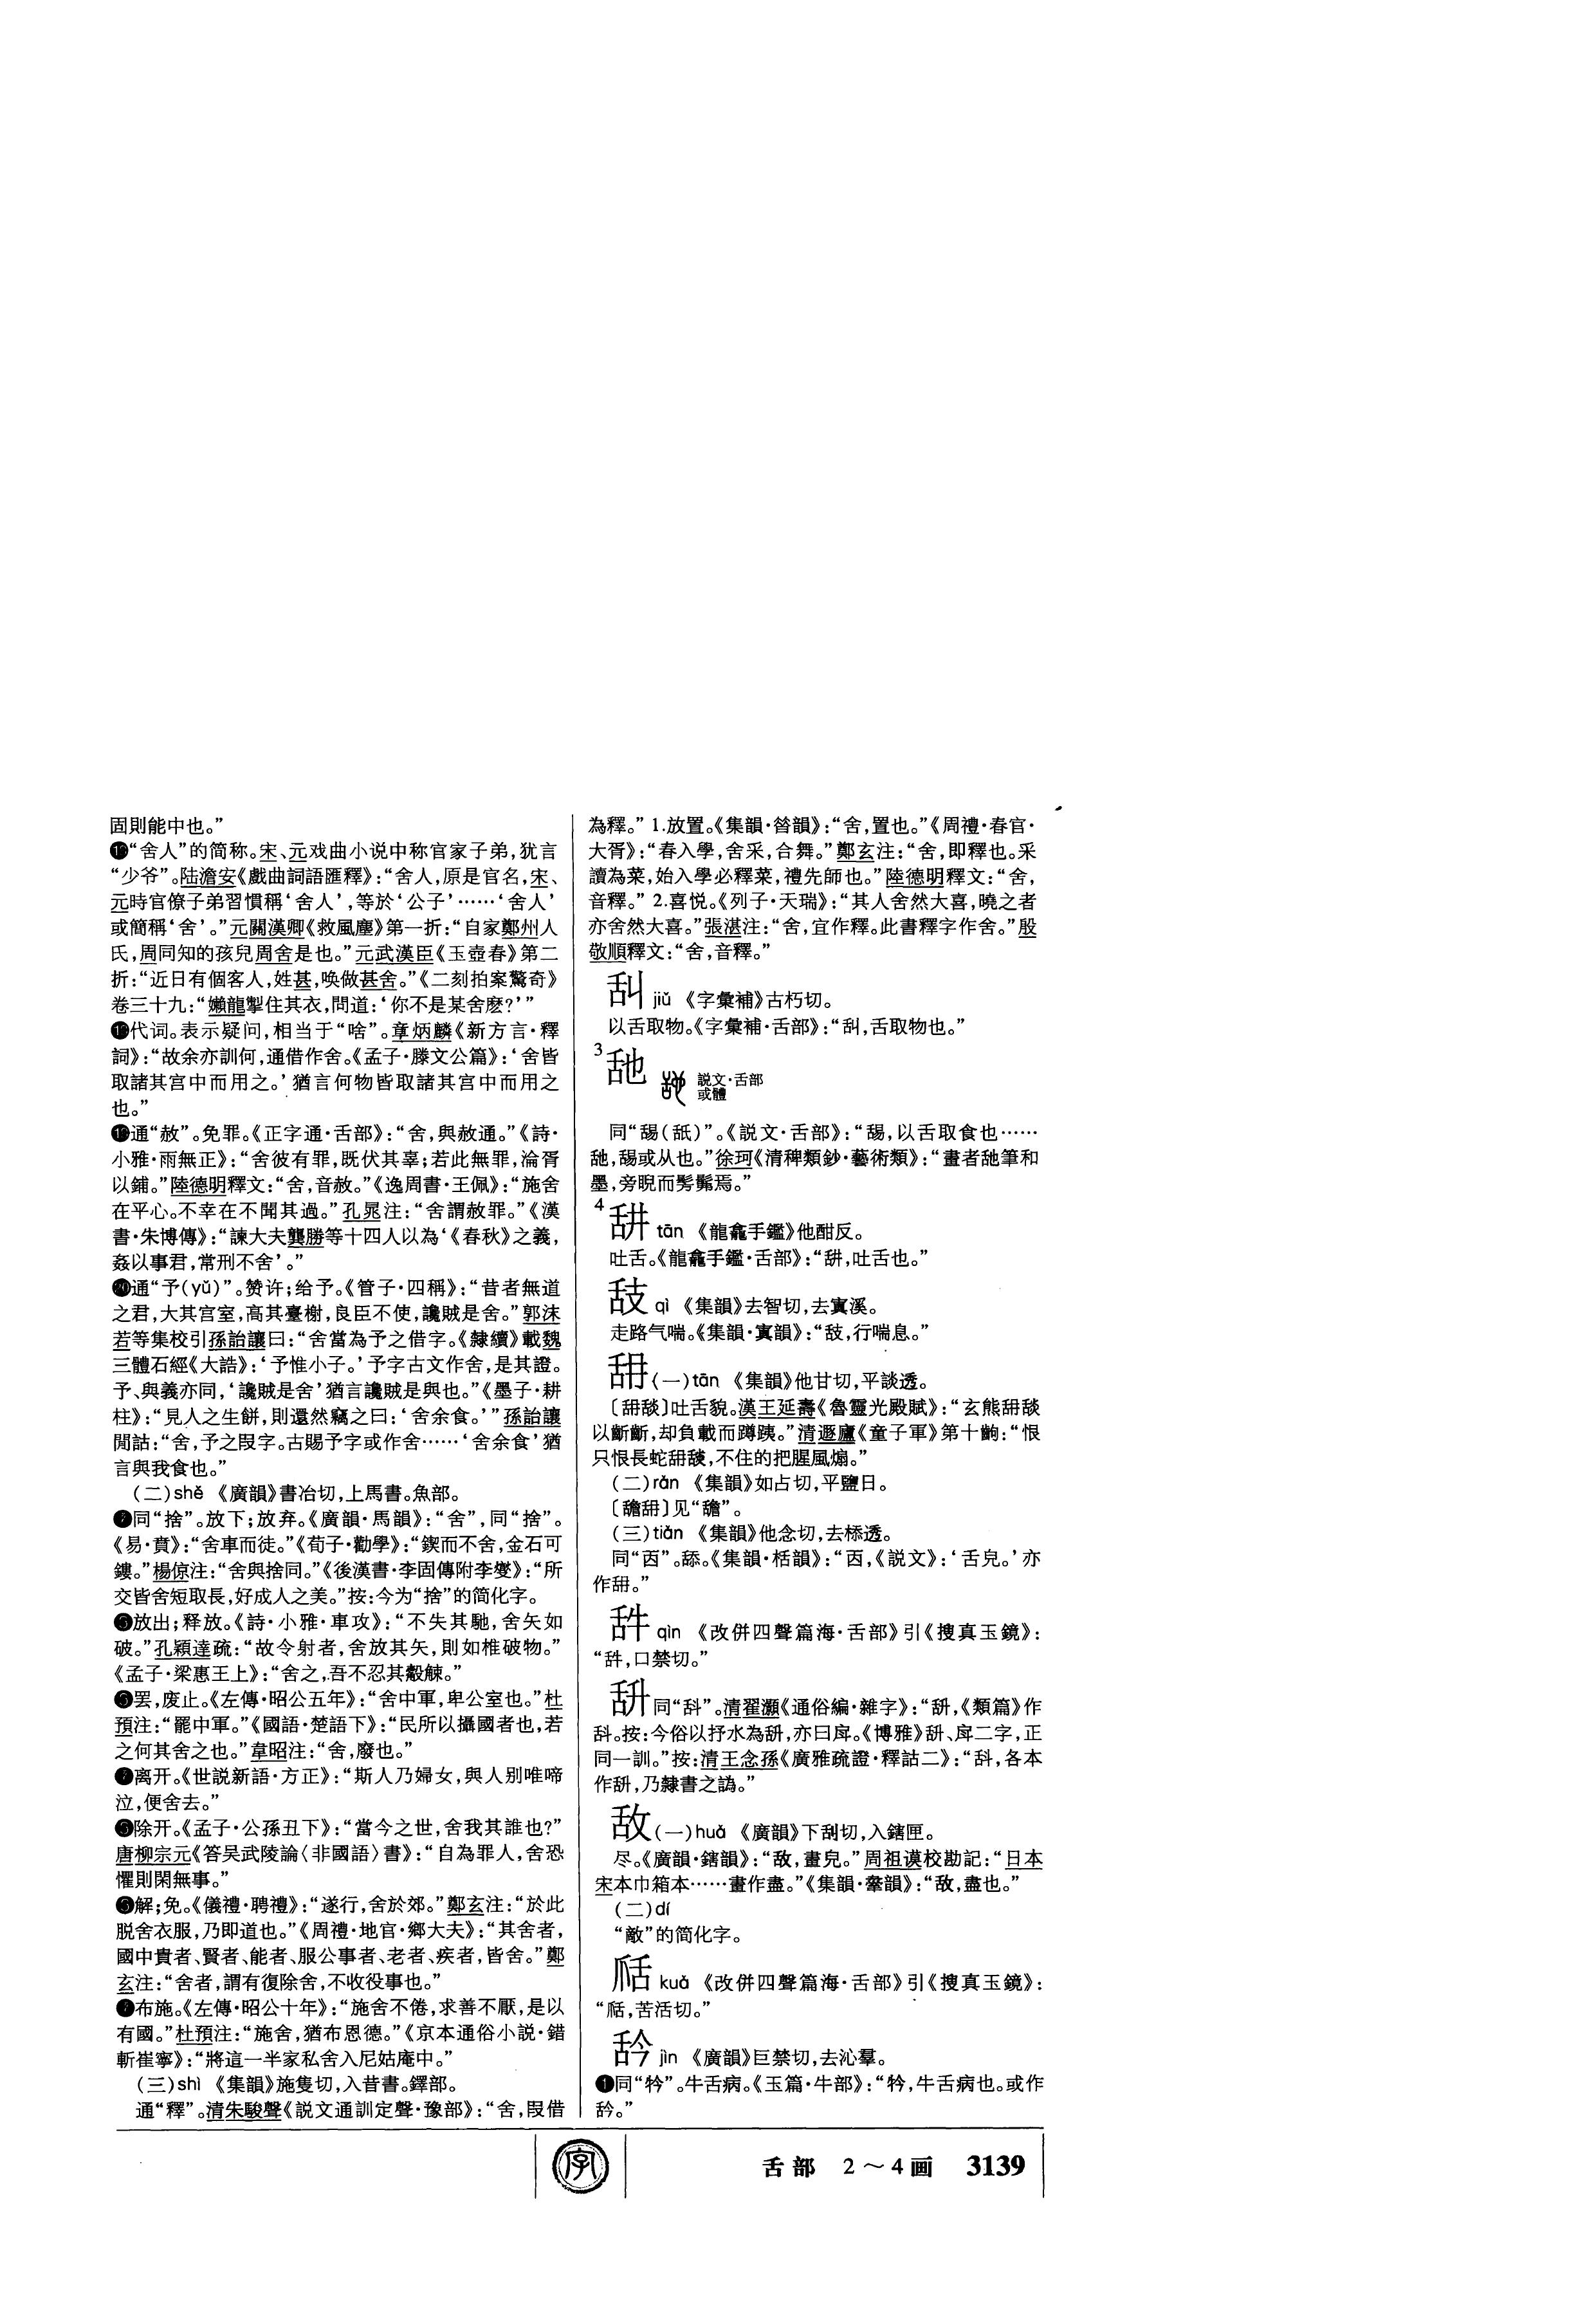 固則能中也。”
“舍人”的简称。宋、元戏曲小说中称官家子弟,犹言
“少爷”。陆澹安《戲曲詞語匯釋》:“舍人,原是官名,宋、
元時官僚子弟習慣稱‘舍人’,等於‘公子’……‘舍人’
或簡稱‘舍’。”元關漢卿《救風塵》第一折:“自家鄭州人
氏,周同知的孩兒周舍是也。”元武漢臣《玉壺春》第二
折:“近日有個客人,姓甚,唤做甚舍。”《二刻拍案驚奇》
卷三十九:“嬾龍掣住其衣,問道:‘你不是某舍麽?’”
代词。表示疑问,相当于“啥”。章炳麟《新方言·釋
詞》:“故余亦訓何,通借作舍。《孟子·滕文公篇》:‘舍皆
取諸其宫中而用之。’猶言何物皆取諸其宫中而用之
也。”
通“赦”。免罪。《正字通·舌部》:“舍,與赦通。”《詩·
小雅·雨無正》:“舍彼有罪,既伏其辜;若此無罪,淪胥
以鋪。”陸德明釋文:“舍,音赦。”《逸周書·王佩》:“施舍
在平心。不幸在不聞其過。”孔晁注:“舍謂赦罪。”《漢
書·朱博傳》:“諫大夫龔勝等十四人以為‘《春秋》之義,
姦以事君,常刑不舍’。”
⓴通“予(yǔ)”。赞许;给予。《管子·四稱》:“昔者無道
之君,大其宫室,高其臺榭,良臣不使,讒賊是舍。”郭沫
若等集校引孫詒讓曰:“舍當為予之借字。《隸續》載魏
三體石經《大誥》:‘予惟小子。’予字古文作舍,是其證。
予、與義亦同,‘讒賊是舍’猶言讒賊是與也。”《墨子·耕
柱》:“見人之生餅,則還然竊之曰:‘舍余食。’”孫詒讓
閒詁:“舍,予之叚字。古賜予字或作舍……‘舍余食’猶
言與我食也。”
(二)shě 《廣韻》書冶切,上馬書。魚部。
同“捨”。放下;放弃。《廣韻·馬韻》:“舍”,同“捨”。
《易·賁》:“舍車而徒。”《荀子·勸學》:“鍥而不舍,金石可
鏤。”楊倞注:“舍與捨同。”《後漢書·李固傳附李燮》:“所
交皆舍短取長,好成人之美。”按:今为“捨”的简化字。
放出;释放。《詩·小雅·車攻》:“不失其馳,舍矢如
破。”孔穎達疏:“故令射者,舍放其矢,則如椎破物。”
《孟子·梁惠王上》:“舍之,吾不忍其觳觫。”
罢,废止。《左傳·昭公五年》:“舍中軍,卑公室也。”杜
預注:“罷中軍。”《國語·楚語下》:“民所以攝國者也,若
之何其舍之也。”韋昭注:“舍,廢也。”
离开。《世説新語·方正》:“斯人乃婦女,與人别唯啼
泣,便舍去。”
除开。《孟子·公孫丑下》:“當今之世,舍我其誰也?”
唐柳宗元《答吴武陵論〈非國語〉書》:“自為罪人,舍恐
懼則閑無事。”
解;免。《儀禮·聘禮》:“遂行,舍於郊。”鄭玄注:“於此
脱舍衣服,乃即道也。”《周禮·地官·鄉大夫》:“其舍者,
國中貴者、賢者、能者、服公事者、老者、疾者,皆舍。”鄭
玄注:“舍者,謂有復除舍,不收役事也。”
布施。《左傳·昭公十年》:“施舍不倦,求善不厭,是以
有國。”杜預注:“施舍,猶布恩德。”《京本通俗小説·錯
斬崔寧》:“將這一半家私舍入尼姑庵中。”
(三)shì 《集韻》施隻切,入昔書。鐸部。
通“釋”。清朱駿聲《説文通訓定聲·豫部》:“舍,叚借
為釋。” 1.放置。《集韻·㫺韻》:“舍,置也。”《周禮·春官·
大胥》:“春入學,舍采,合舞。”鄭玄注:“舍,即釋也。采
讀為菜,始入學必釋菜,禮先師也。”陸德明釋文:“舍,
音釋。” 2.喜悦。《列子·天瑞》:“其人舍然大喜,曉之者
亦舍然大喜。”張湛注:“舍,宜作釋。此書釋字作舍。”殷
敬順釋文:“舍,音釋。”
jiǔ 《字彙補》古朽切。
以舌取物。《字彙補·舌部》:“舌取物也。”
3
舓 説文·舌部
或體
同“舓(舐)”。《説文·舌部》:“舓,以舌取食也……
舓或从也。”徐珂《清稗類鈔·藝術類》:“畫者筆和
墨,旁睨而髣髴焉。”
4
tān 《龍龕手鑑》他酣反。
吐舌。《龍龕手鑑·舌部》:“吐舌也。”
qì 《集韻》去智切,去寘溪。
走路气喘。《集韻·寘韻》:“行喘息。”
舑 (一)tān 《集韻》他甘切,平談透。
〔舑舕〕吐舌貌。漢王延壽《魯靈光殿賦》:“玄熊舑舕
以齗齗,却負載而蹲跠。”清遯廬《童子軍》第十齣:“恨
只恨長蛇舑舕,不住的把腥風煽。”
(二)rǎn 《集韻》如占切,平鹽日。
〔舑〕见“”。
(三)tiǎn 《集韻》他念切,去㮇透。
同“㐁”。舔。《集韻·栝韻》:“㐁,《説文》:‘舌皃。’亦
作舑。”
qìn 《改併四聲篇海·舌部》引《搜真玉鏡》:
“口禁切。”
同“㪺”。清翟灝《通俗編·雜字》:“《類篇》作
㪺。按:今俗以抒水為亦曰戽。《博雅》戽二字,正
同一訓。”按:清王念孫《廣雅疏證·釋詁二》:“㪺,各本
作乃隸書之譌。”
敌 (一)huá 《廣韻》下刮切,入鎋匣。
尽。《廣韻·鎋韻》:“敌,畫皃。”周祖谟校勘記:“日本
宋本巾箱本……畫作盡。”《集韻·舝韻》:“敌,盡也。”
(二)dí
“敵”的简化字。
kuǎ 《改併四聲篇海·舌部》引《搜真玉鏡》:
“苦活切。”
jìn 《廣韻》巨禁切,去沁羣。
❶同“牜今”。牛舌病。《玉篇·牛部》:“牛舌病也。或作
舌部 2～4画 3139